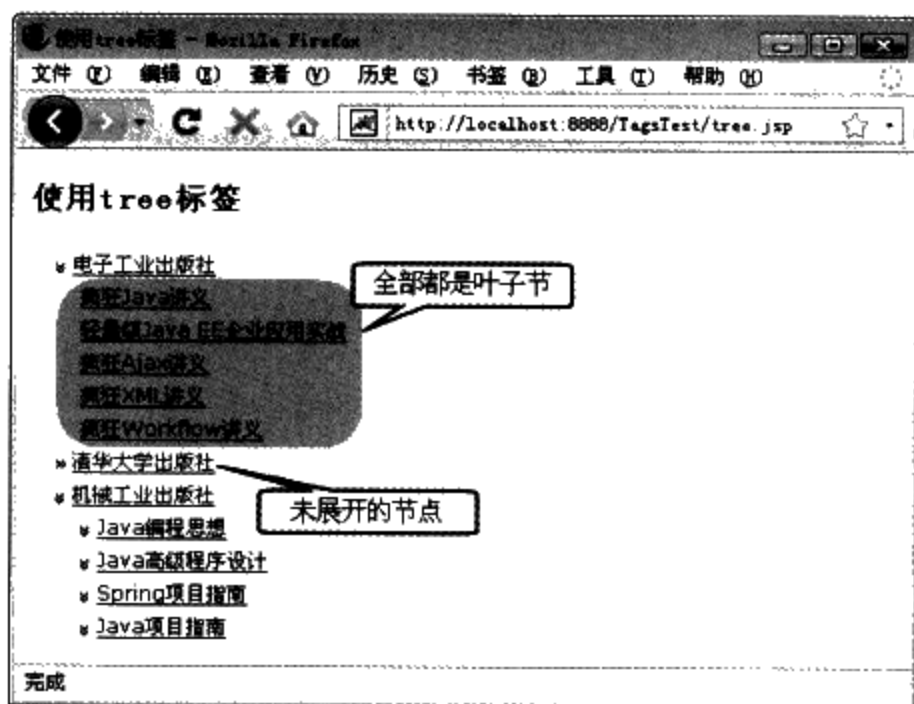 使用tree标签 - Mozilla Firefox
文件 (F) 编辑 (E) 查看 (V) 历史 (S) 书签 (B) 工具 (T) 帮助 (H)
http://localhost:8888/TagsTest/tree.jsp
使用tree标签
电子工业出版社
全部都是叶子节
疯狂Java讲义
轻量级Java EE企业应用实战
疯狂Ajax讲义
疯狂XML讲义
疯狂Workflow讲义
清华大学出版社
未展开的节点
机械工业出版社
Java编程思想
Java高级程序设计
Spring项目指南
Java项目指南
完成